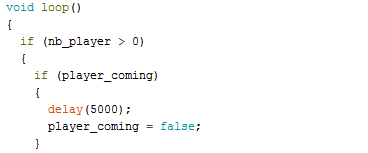 void loop()
{
  if (nb_player > 0)
  {
    if (player_coming)
    {
      delay(5000);
      player_coming = false;
    }